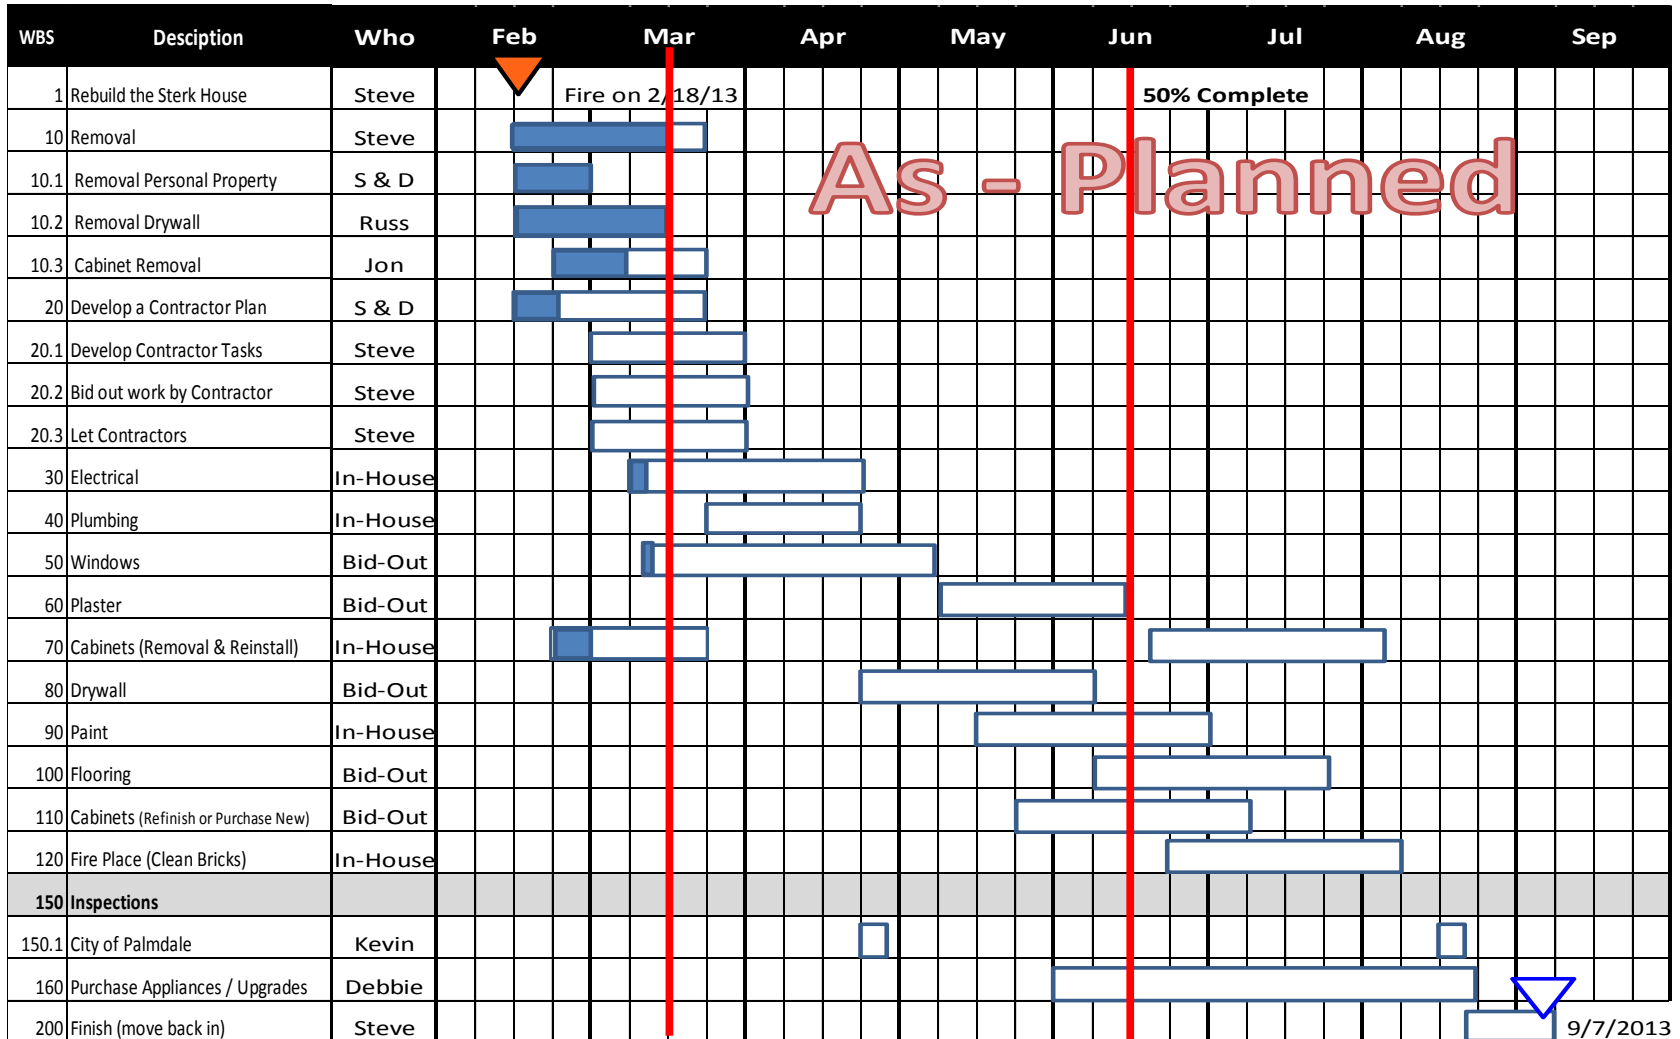 WBS Desciption Who Feb Mar Apr May Jun Jul Aug Sep
1 Rebuild the Sterk House Steve Fire on 2/18/13 50% Complete
10 Removal Steve
As - Planned
10.1 Removal Personal Property S & D
10.2 Removal Drywall Russ
10.3 Cabinet Removal Jon
20 Develop a Contractor Plan S & D
20.1 Develop Contractor Tasks Steve
20.2 Bid out work by Contractor Steve
20.3 Let Contractors Steve
30 Electrical In-House
40 Plumbing In-House
50 Windows Bid-Out
60 Plaster Bid-Out
70 Cabinets (Removal & Reinstall) In-House
80 Drywall Bid-Out
90 Paint In-House
100 Flooring Bid-Out
110 Cabinets (Refinish or Purchase New) Bid-Out
120 Fire Place (Clean Bricks) In-House
150 Inspections
150.1 City of Palmdale Kevin
160 Purchase Appliances / Upgrades Debbie
200 Finish (move back in) Steve 9/7/2013